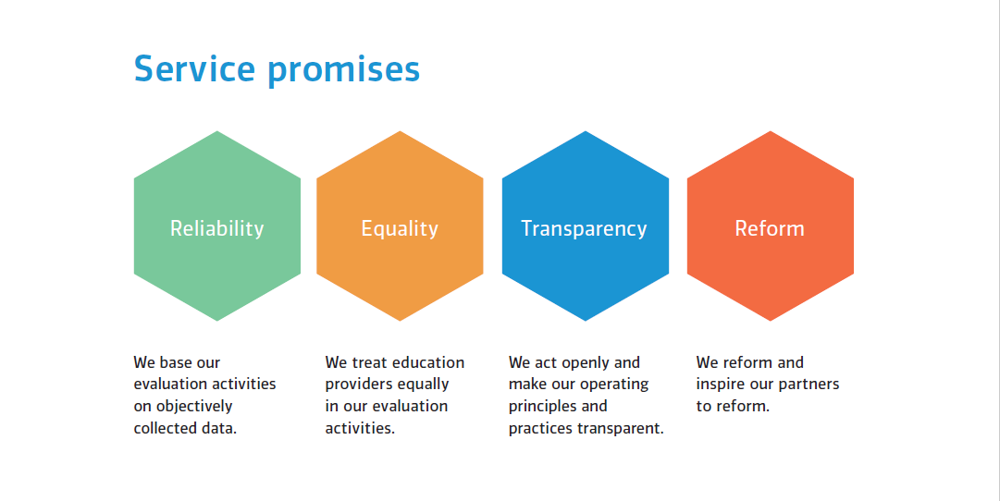 Service promises
Reliability
Equality
Transparency
Reform
We base our
evaluation activities
on objectively
collected data.
We treat education
providers equally
in our evaluation
activities.
We act openly and
make our operating
principles and
practices transparent.
We reform and
inspire our partners
to reform.